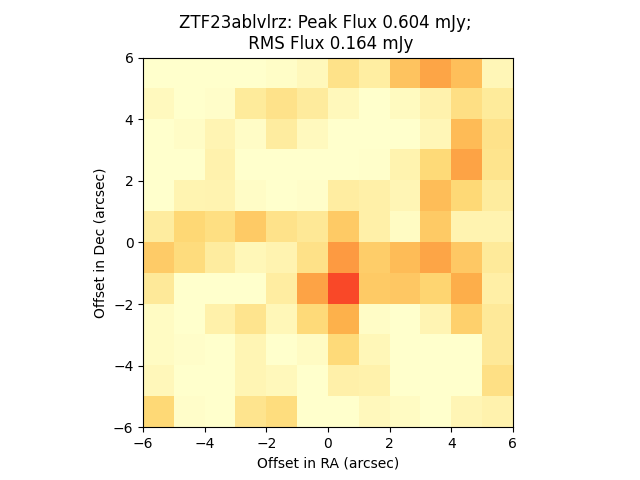 ZTF23ablvlrz: Peak Flux 0.604 mJy;
RMS Flux 0.164 mJy
6
4
2
0
−2
−4
−6
Offset in Dec (arcsec)
−6 −4 −2 0 2 4 6
Offset in RA (arcsec)